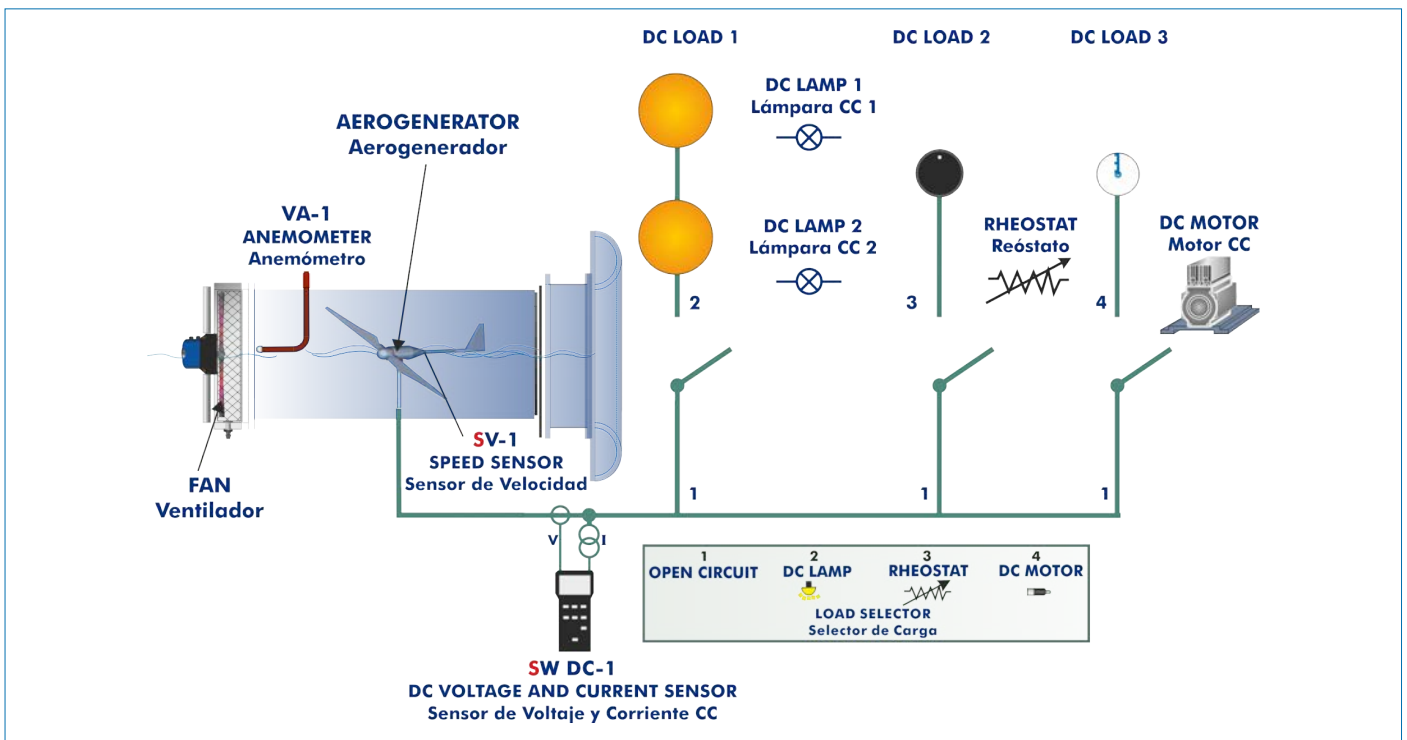 DC LOAD 1
DC LOAD 2
DC LOAD 3
DC LAMP 1
Lámpara CC 1
AEROGENERATOR
Aerogenerador
VA-1
ANEMOMETER
Anemómetro
DC LAMP 2
Lámpara CC 2
RHEOSTAT
Reóstato
DC MOTOR
Motor CC
2
3
4
SV-1
SPEED SENSOR
Sensor de Velocidad
FAN
Ventilador
1
1
1
V
I
1
2
3
4
OPEN CIRCUIT
DC LAMP
RHEOSTAT
DC MOTOR
LOAD SELECTOR
Selector de Carga
SW DC-1
DC VOLTAGE AND CURRENT SENSOR
Sensor de Voltaje y Corriente CC